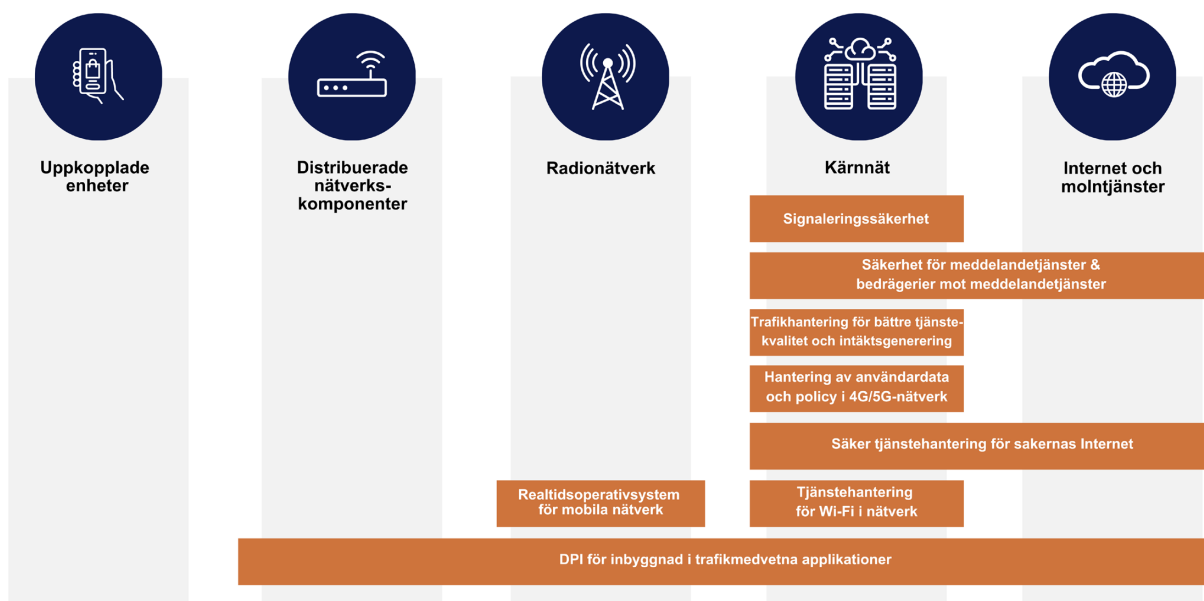 Uppkopplade
enheter
Distribuerade
nätverks-
komponenter
Radionätverk
Kärnnät
Internet och
molntjänster
Signaleringssäkerhet
Säkerhet för meddelandetjänster &
bedrägerier mot meddelandetjänster
Trafikhantering för bättre tjänste-
kvalitet och intäktsgenerering
Hantering av användardata
och policy i 4G/5G-nätverk
Säker tjänstehantering för sakernas Internet
Realtidsoperativsystem
för mobila nätverk
Tjänstehantering
för Wi-Fi i nätverk
DPI för inbyggnad i trafikmedvetna applikationer